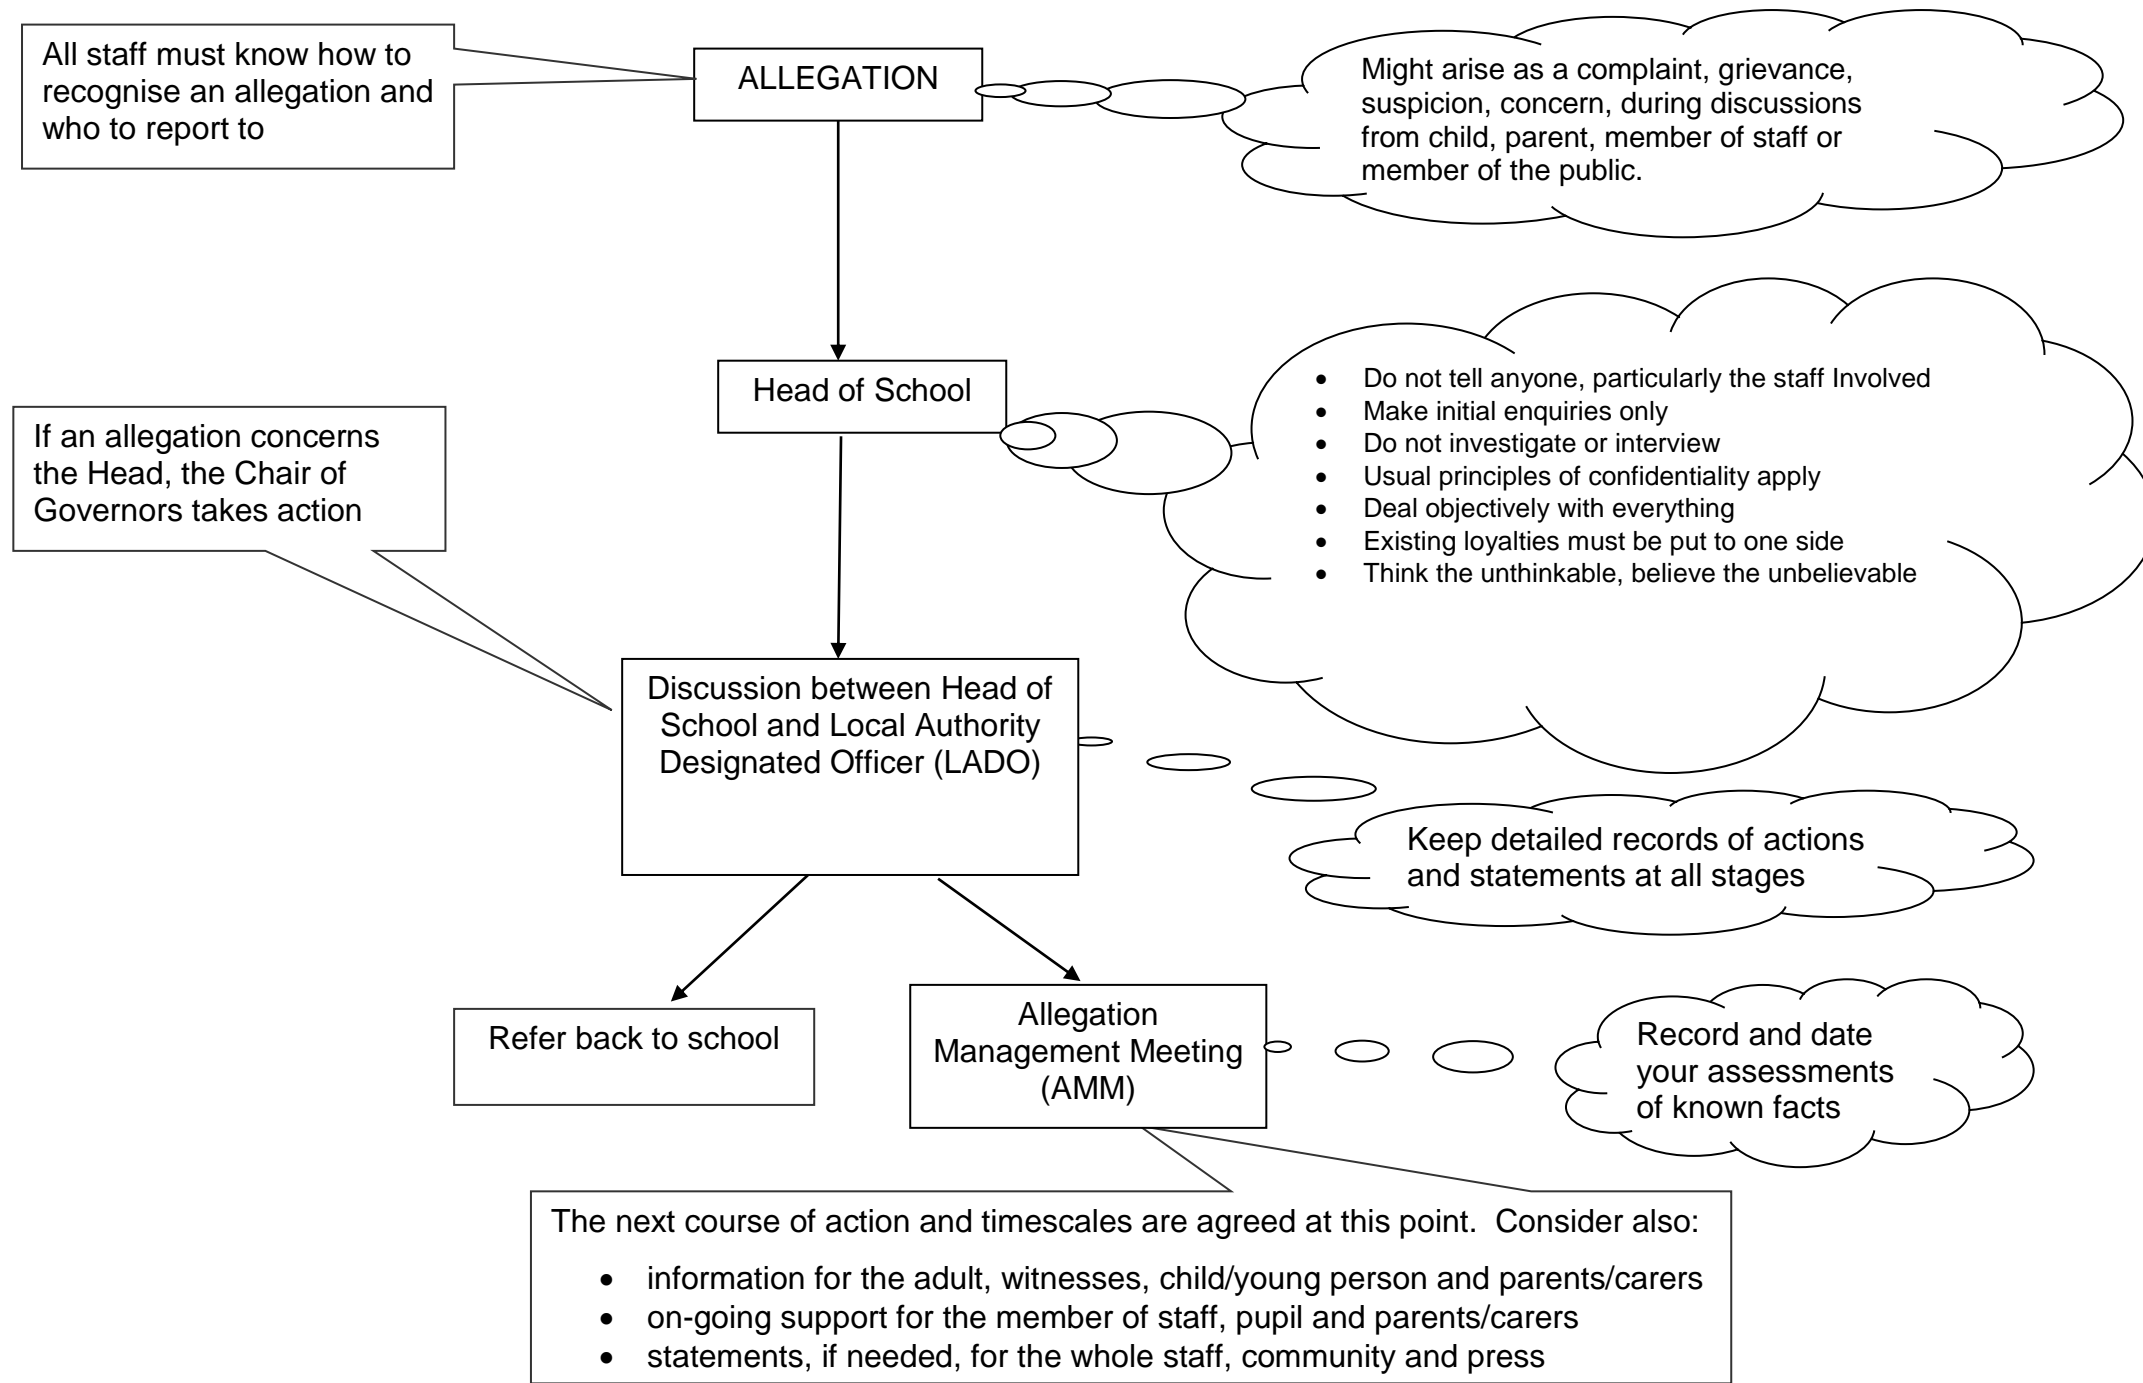 All staff must know how to
recognise an allegation and
who to report to
ALLEGATION
Might arise as a complaint, grievance,
suspicion, concern, during discussions
from child, parent, member of staff or
member of the public.
Head of School
• Do not tell anyone, particularly the staff Involved
• Make initial enquiries only
• Do not investigate or interview
• Usual principles of confidentiality apply
• Deal objectively with everything
• Existing loyalties must be put to one side
• Think the unthinkable, believe the unbelievable
If an allegation concerns
the Head, the Chair of
Governors takes action
Discussion between Head of
School and Local Authority
Designated Officer (LADO)
Keep detailed records of actions
and statements at all stages
Refer back to school
Allegation
Management Meeting
(AMM)
Record and date
your assessments
of known facts
The next course of action and timescales are agreed at this point.  Consider also:
• information for the adult, witnesses, child/young person and parents/carers
• on-going support for the member of staff, pupil and parents/carers
• statements, if needed, for the whole staff, community and press